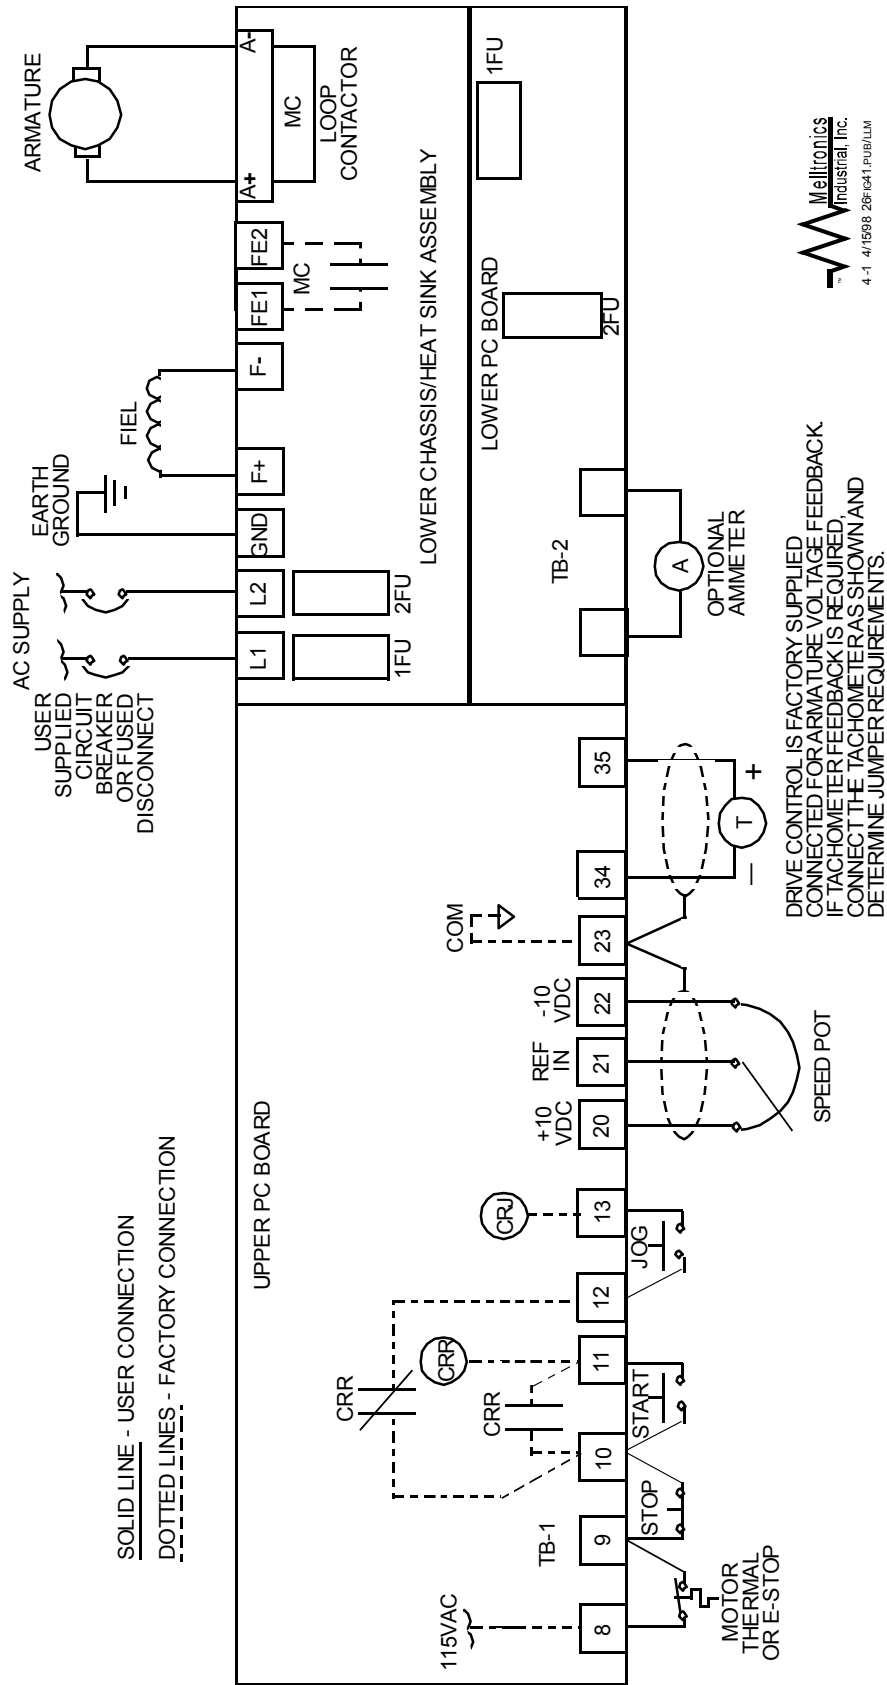 SOLID LINE - USER CONNECTION
DOTTED LINES - FACTORY CONNECTION
AC SUPPLY
USER
SUPPLIED
CIRCUIT
BREAKER
OR FUSED
DISCONNECT
EARTH
GROUND
FIEL
ARMATURE
L1
L2
GND
F+
F-
FE1
FE2
A+
A-
1FU
2FU
MC
MC
LOOP
CONTACTOR
LOWER CHASSIS/HEAT SINK ASSEMBLY
UPPER PC BOARD
LOWER PC BOARD
2FU
1FU
115VAC
TB-1
CRR
CRR
CRR
CRJ
+10
VDC
REF
IN
-10
VDC
COM
TB-2
8
9
10
11
12
13
20
21
22
23
34
35
STOP
START
JOG
MOTOR
THERMAL
OR E-STOP
SPEED POT
T
—
+
A
OPTIONAL
AMMETER
DRIVE CONTROL IS FACTORY SUPPLIED
CONNECTED FOR ARMATURE VOLTAGE FEEDBACK.
IF TACHOMETER FEEDBACK IS REQUIRED,
CONNECT THE TACHOMETER AS SHOWN AND
DETERMINE JUMPER REQUIREMENTS.
™
Melltronics
Industrial, Inc.
4 -1 4/15/98 26FIG41.PUB/LLM